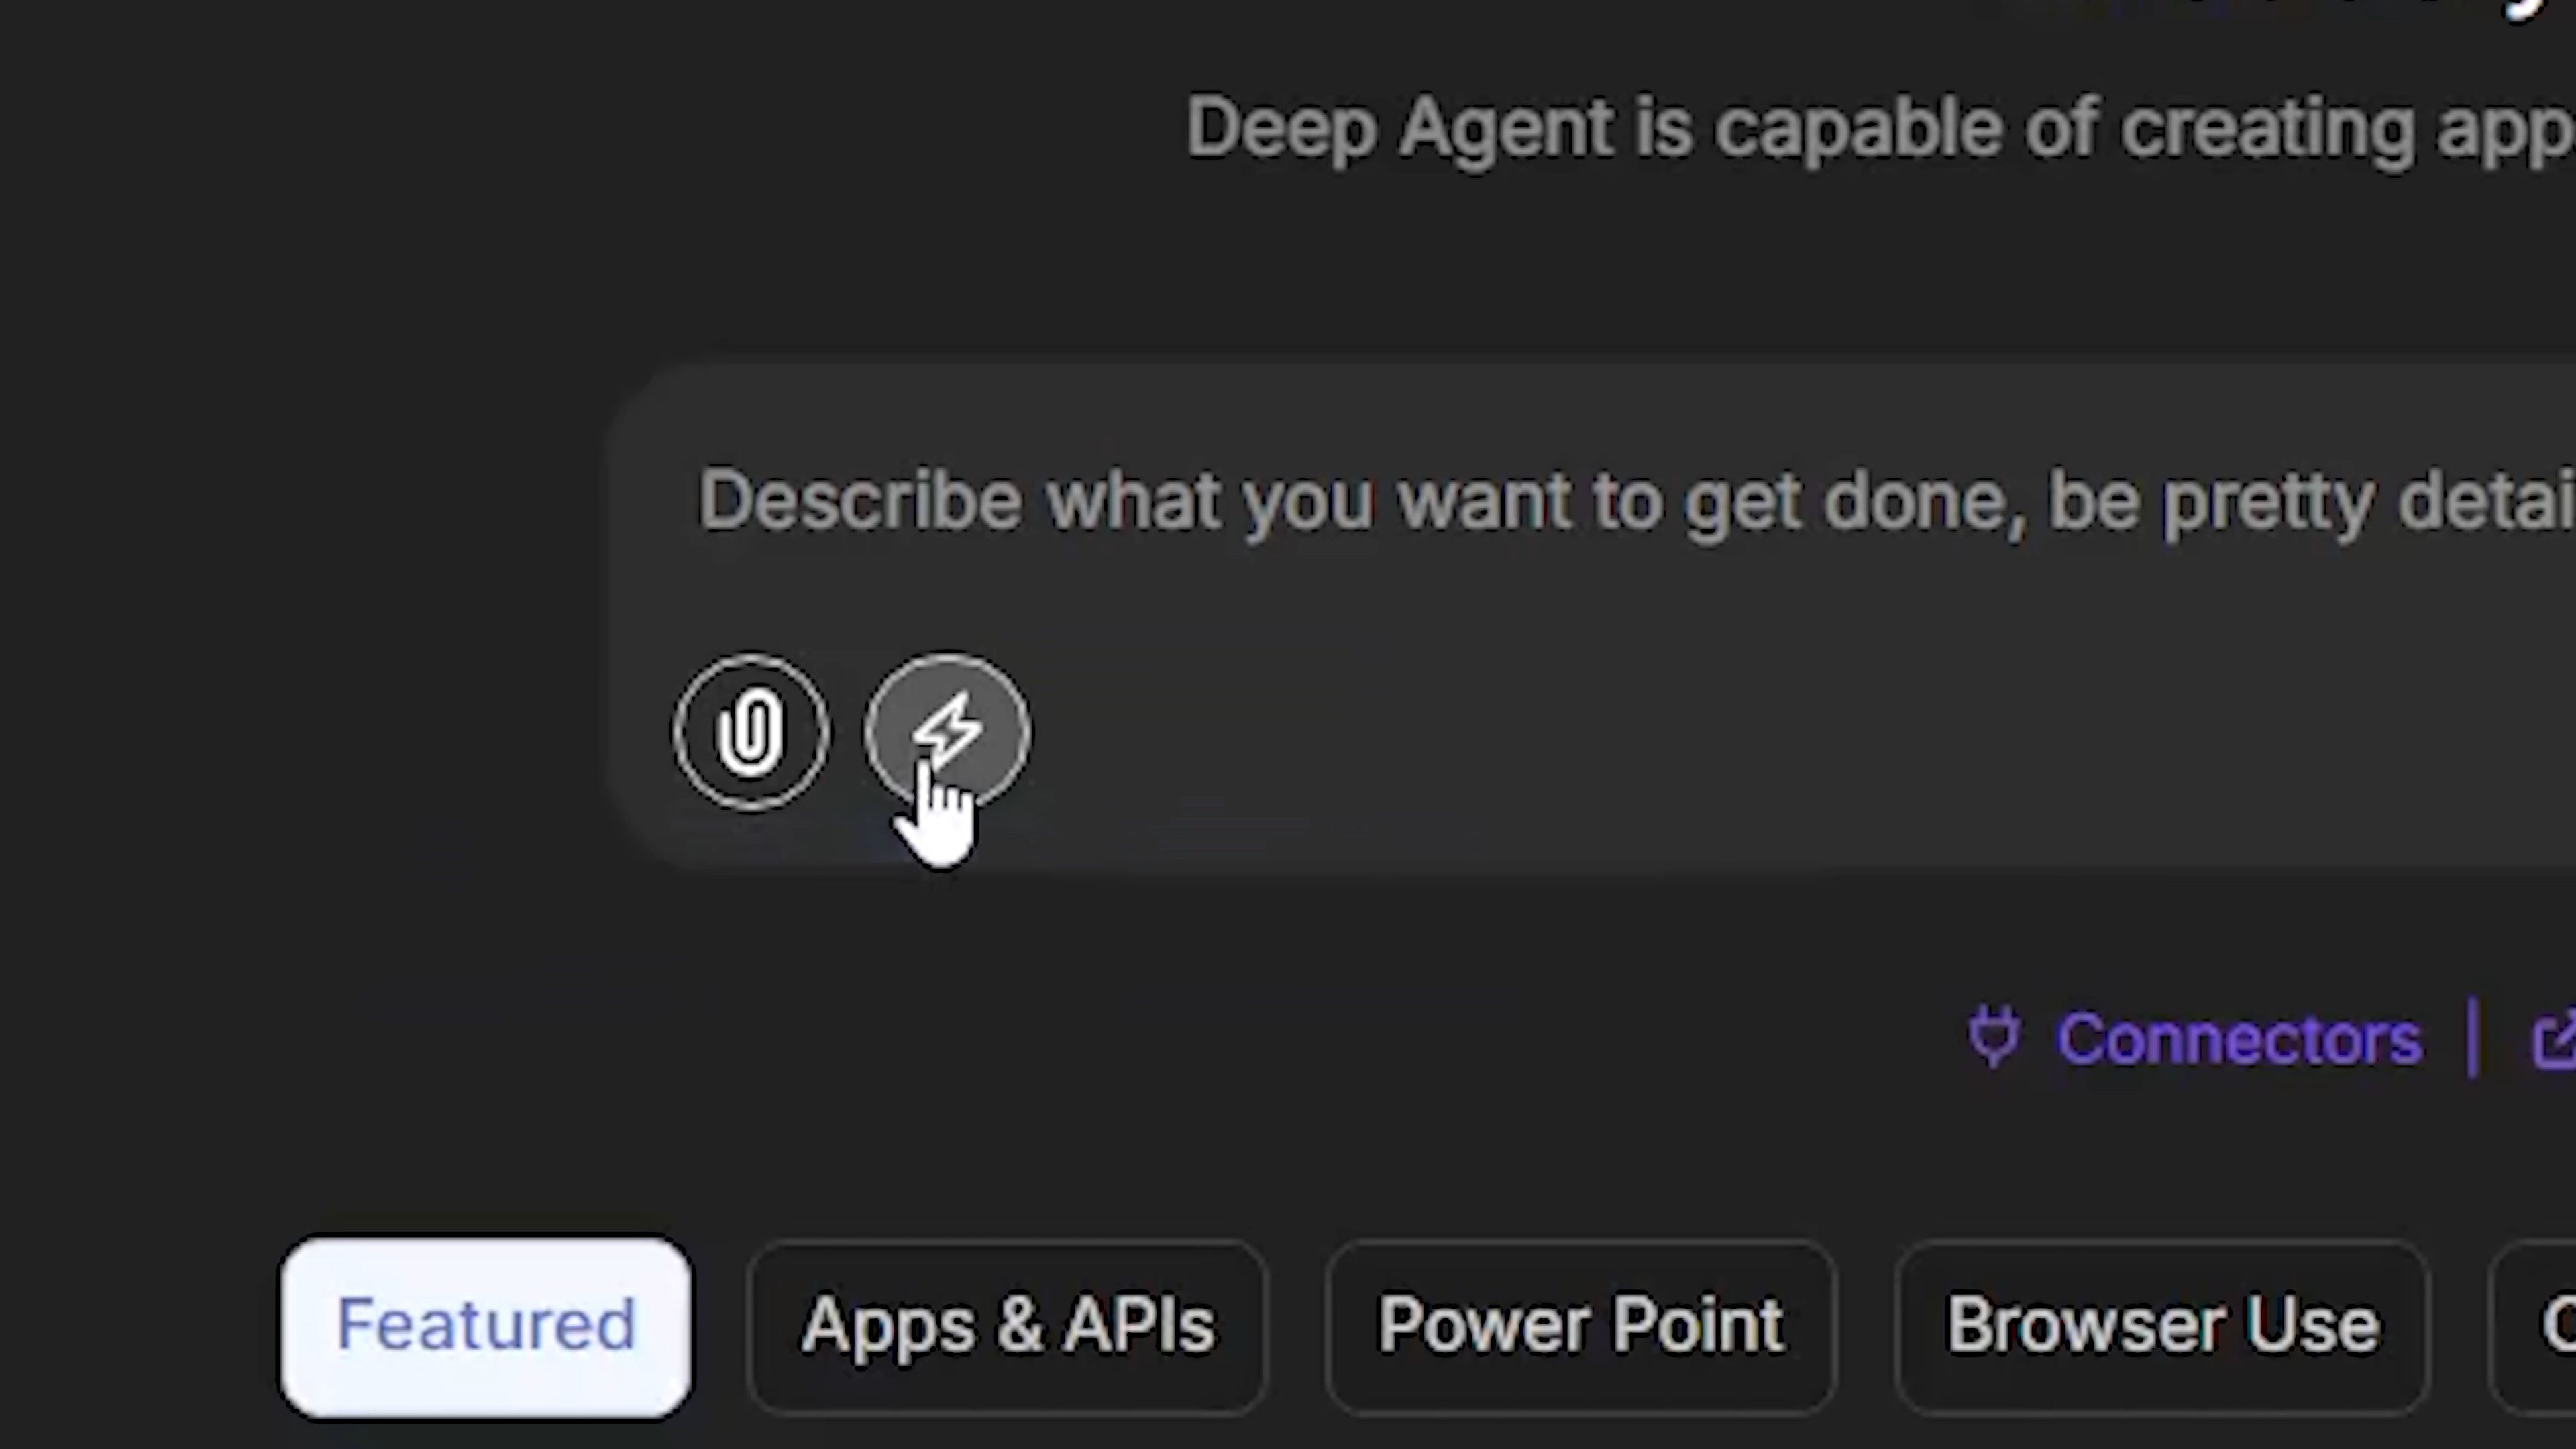 Deep Agent is capable of creating app
Describe what you want to get done, be pretty detai
Connectors
Featured
Apps & APIs
Power Point
Browser Use